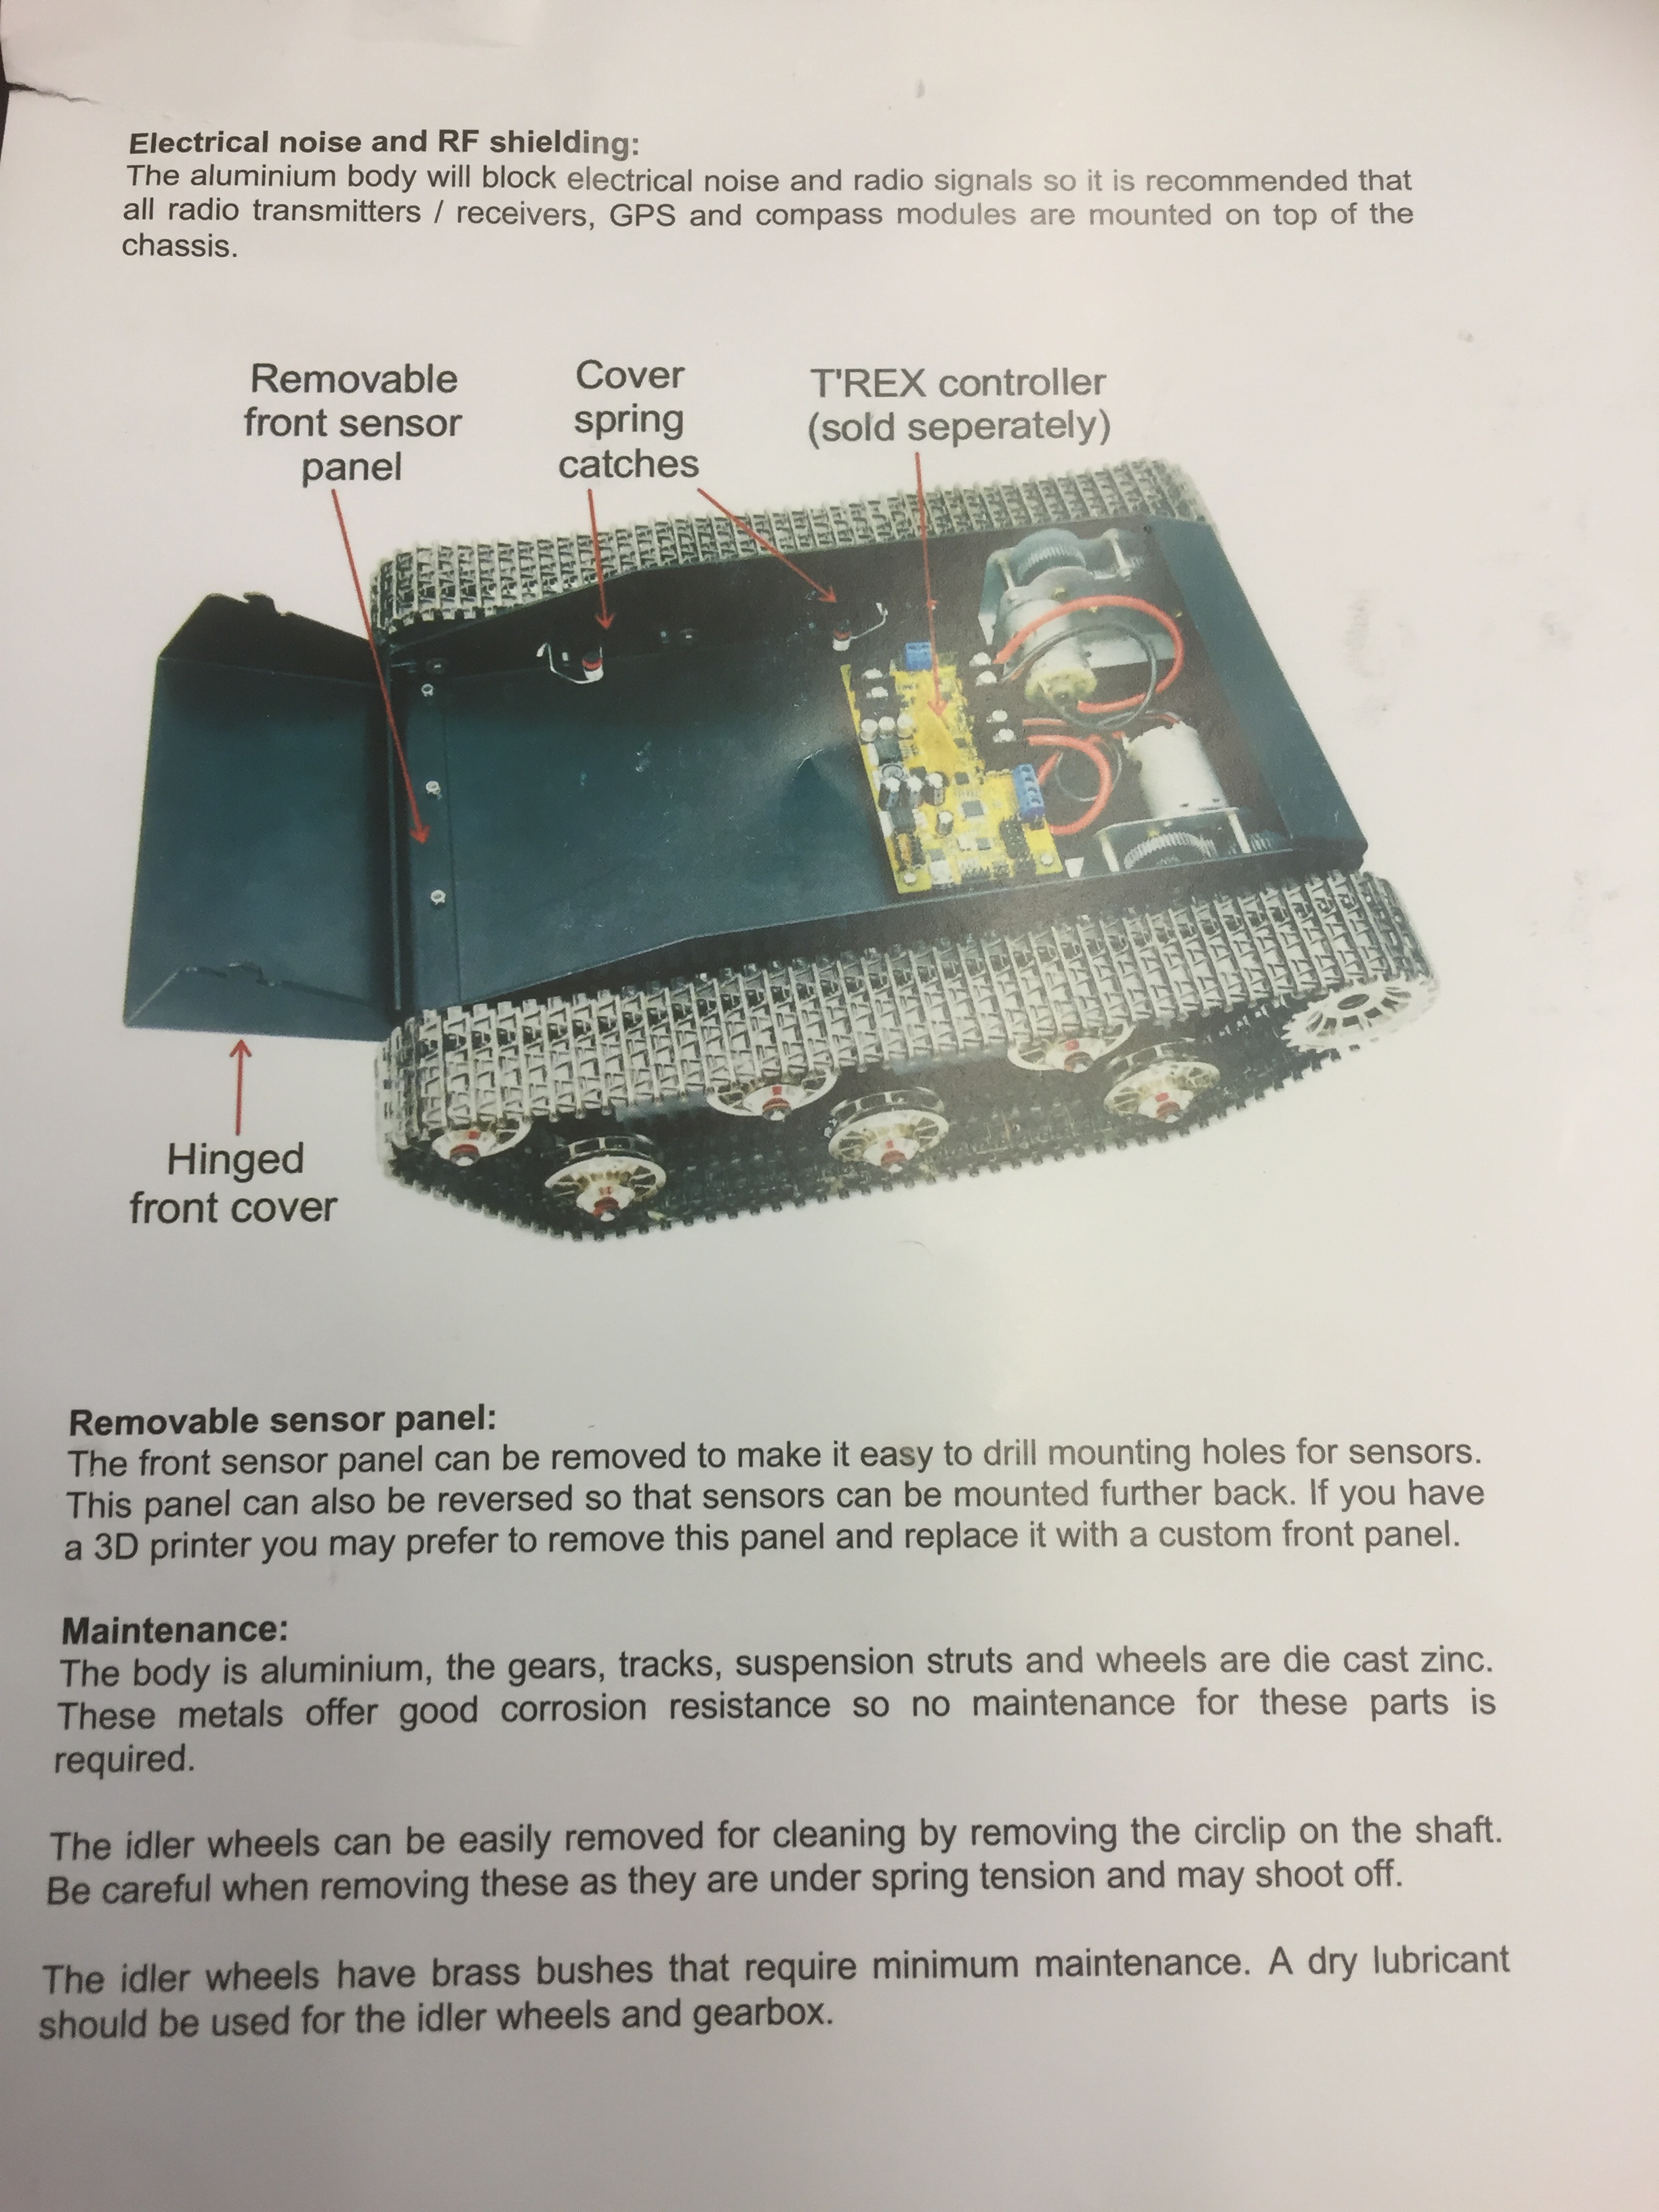 Electrical noise and RF shielding:
The aluminium body will block electrical noise and radio signals so it is recommended that
all radio transmitters / receivers, GPS and compass modules are mounted on top of the
chassis.
Removable
front sensor
panel
Cover
spring
catches
T'REX controller
(sold seperately)
Hinged
front cover
Removable sensor panel:
The front sensor panel can be removed to make it easy to drill mounting holes for sensors.
This panel can also be reversed so that sensors can be mounted further back. If you have
a 3D printer you may prefer to remove this panel and replace it with a custom front panel.
Maintenance:
The body is aluminium, the gears, tracks, suspension struts and wheels are die cast zinc.
These metals offer good corrosion resistance so no maintenance for these parts is
required.
The idler wheels can be easily removed for cleaning by removing the circlip on the shaft.
Be careful when removing these as they are under spring tension and may shoot off.
The idler wheels have brass bushes that require minimum maintenance. A dry lubricant
should be used for the idler wheels and gearbox.